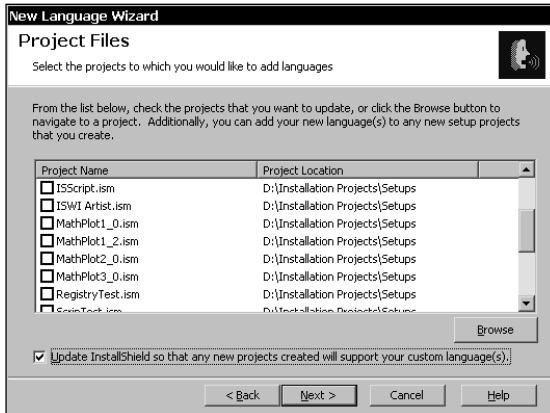 New Language Wizard
Project Files
Select the projects to which you would like to add languages
From the list below, check the projects that you want to update, or click the Browse button to
navigate to a project. Additionally, you can add your new language(s) to any new setup projects
that you create.
Project Name Project Location
ISScript.ism D:\Installation Projects\Setups
ISWI Artist.ism D:\Installation Projects\Setups
MathPlot1_0.ism D:\Installation Projects\Setups
MathPlot1_2.ism D:\Installation Projects\Setups
MathPlot2_0.ism D:\Installation Projects\Setups
MathPlot3_0.ism D:\Installation Projects\Setups
RegistryTest.ism D:\Installation Projects\Setups
ScripTest.ism D:\Installation Projects\Setups
Browse
Update InstallShield so that any new projects created will support your custom language(s).
< Back Next > Cancel Help